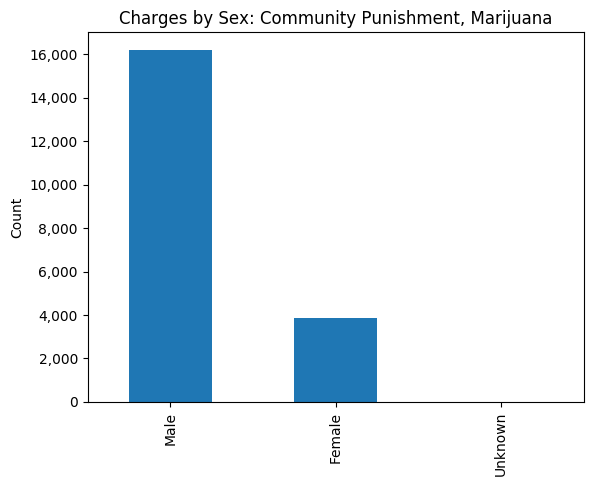 Charges by Sex: Community Punishment, Marijuana
16,000
14,000
12,000
10,000
8,000
6,000
4,000
2,000
0
Count
Male
Female
Unknown